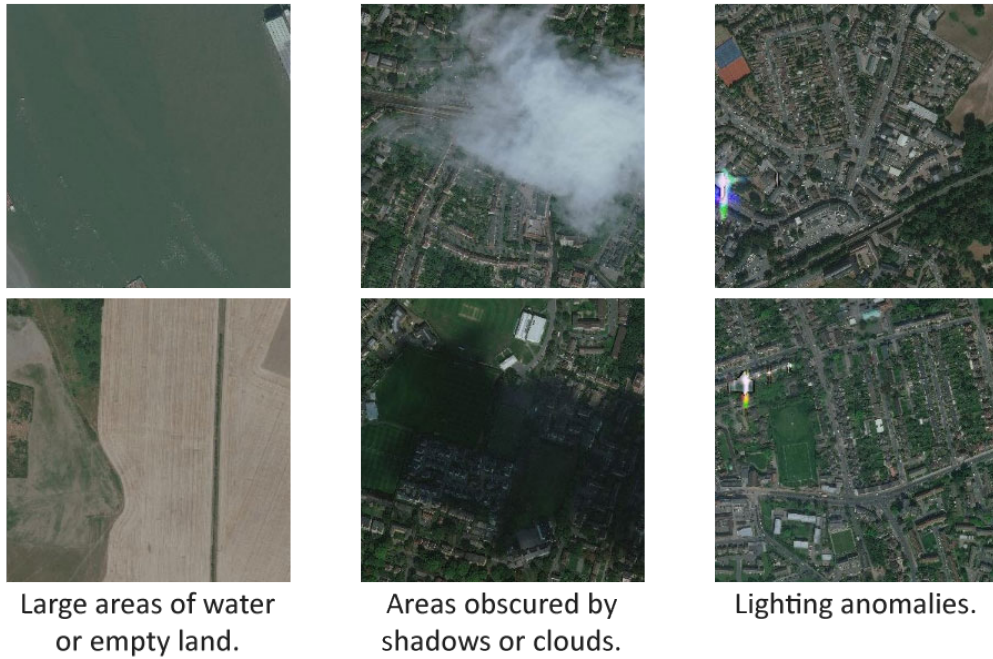 Large areas of water
or empty land.
Areas obscured by
shadows or clouds.
Lighting anomalies.